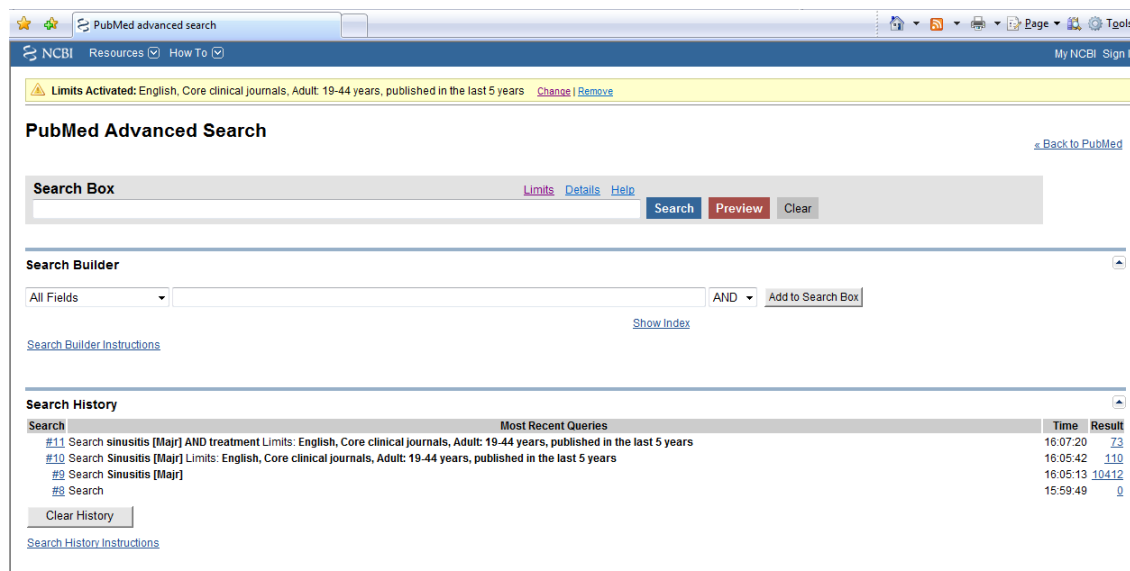 PubMed advanced search
Page Tools
NCBI Resources How To My NCBI Sign
Limits Activated: English, Core clinical journals, Adult: 19-44 years, published in the last 5 years Change | Remove
PubMed Advanced Search
« Back to PubMed
Search Box Limits Details Help
Search Preview Clear
Search Builder
All Fields AND Add to Search Box
Show Index
Search Builder Instructions
Search History
Search Most Recent Queries Time Result
#11 Search sinusitis [Majr] AND treatment Limits: English, Core clinical journals, Adult: 19-44 years, published in the last 5 years 16:07:20 73
#10 Search Sinusitis [Majr] Limits: English, Core clinical journals, Adult: 19-44 years, published in the last 5 years 16:05:42 110
#9 Search Sinusitis [Majr] 16:05:13 10412
#8 Search 15:59:49 0
Clear History
Search History Instructions